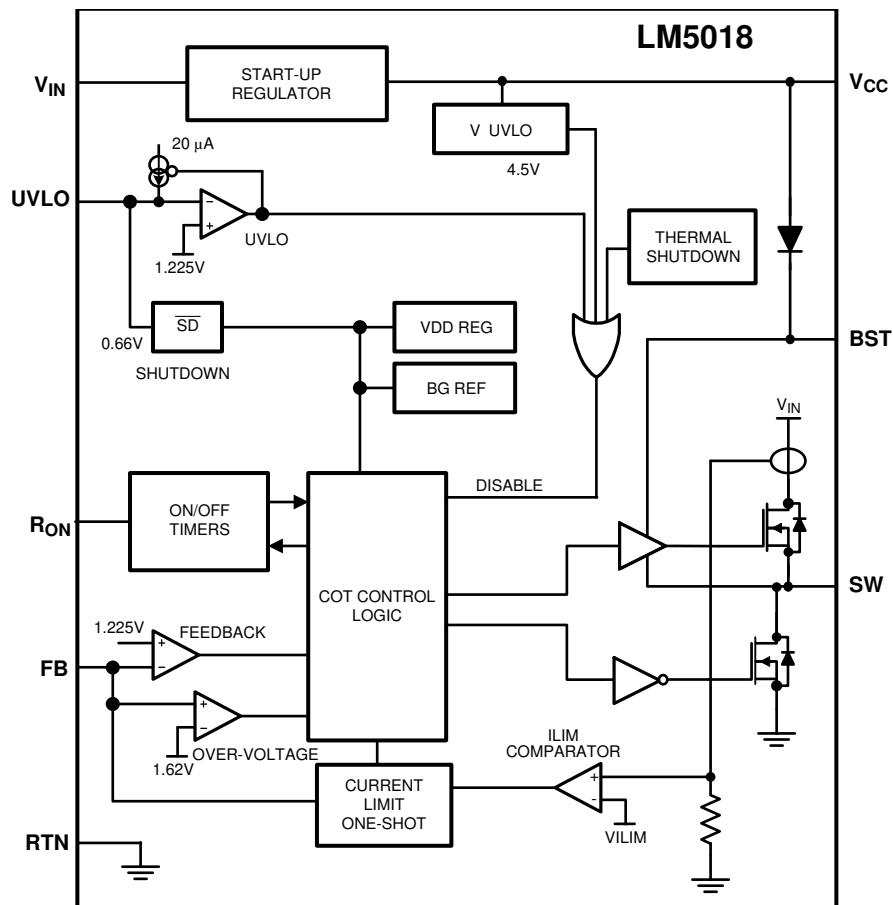 LM5018
VIN
START-UP
REGULATOR
VCC
20 μA
V UVLO
4.5V
UVLO
−
+
1.225V
UVLO
THERMAL
SHUTDOWN
0.66V
SD
SHUTDOWN
VDD REG
BG REF
BST
VIN
DISABLE
RON
ON/OFF
TIMERS
COT CONTROL
LOGIC
SW
1.225V
+
−
FEEDBACK
FB
+
−
1.62V
OVER-VOLTAGE
ILIM
COMPARATOR
+
-
VILIM
CURRENT
LIMIT
ONE-SHOT
RTN